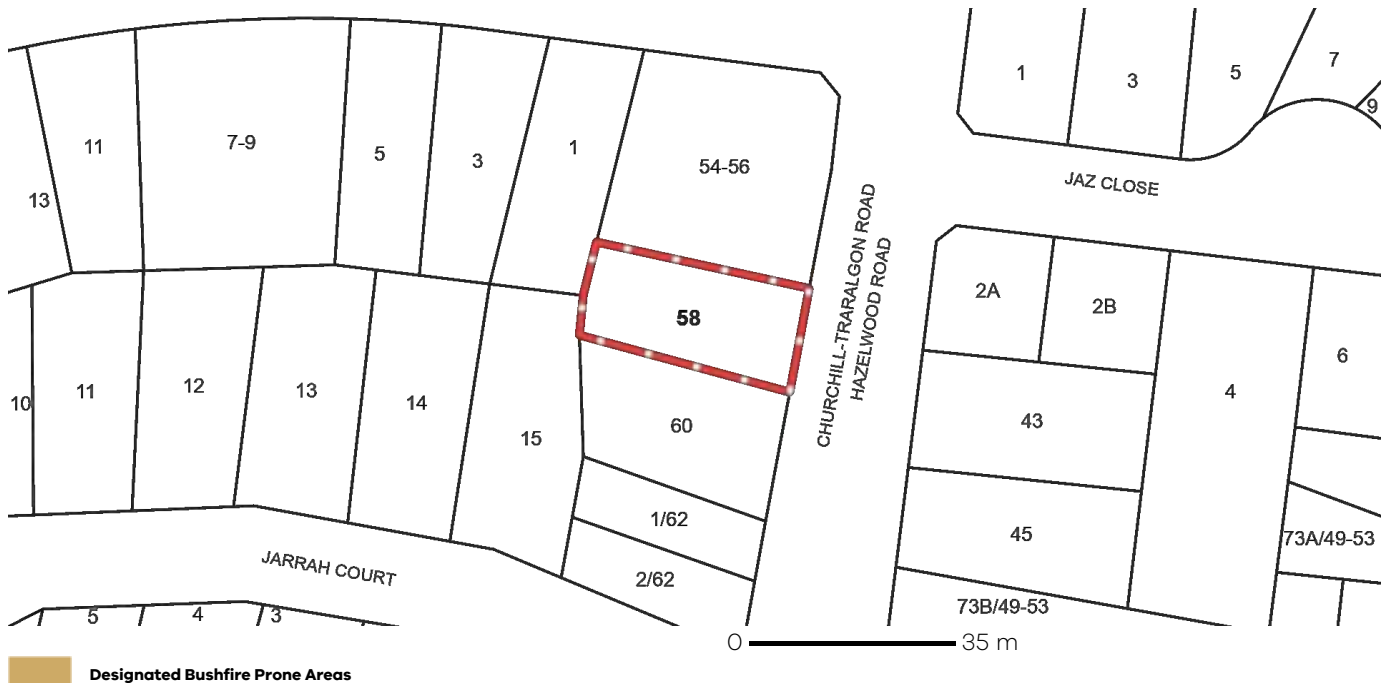 1
3
5
7
9
11
7-9
5
3
1
54-56
13
JAZ CLOSE
CHURCHILL-TRARALGON ROAD
HAZELWOOD ROAD
58
2A
2B
6
10
11
12
13
14
15
60
43
4
1/62
45
73A/49-53
2/62
73B/49-53
JARRAH COURT
5
4
3
0 35 m
Designated Bushfire Prone Areas